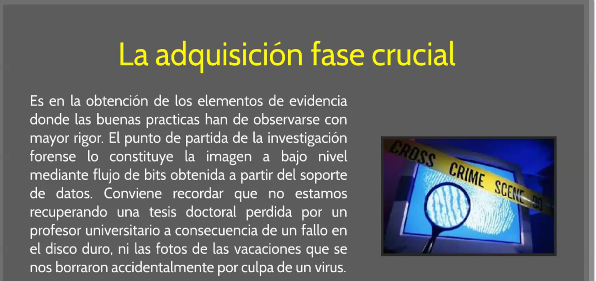 La adquisición fase crucial
Es en la obtención de los elementos de evidencia
donde las buenas practicas han de observarse con
mayor rigor. El punto de partida de la investigación
forense lo constituye la imagen a bajo nivel
mediante flujo de bits obtenida a partir del soporte
de datos. Conviene recordar que no estamos
recuperando una tesis doctoral perdida por un
profesor universitario a consecuencia de un fallo en
el disco duro, ni las fotos de las vacaciones que se
nos borraron accidentalmente por culpa de un virus.
CROSS CRIME SCENE